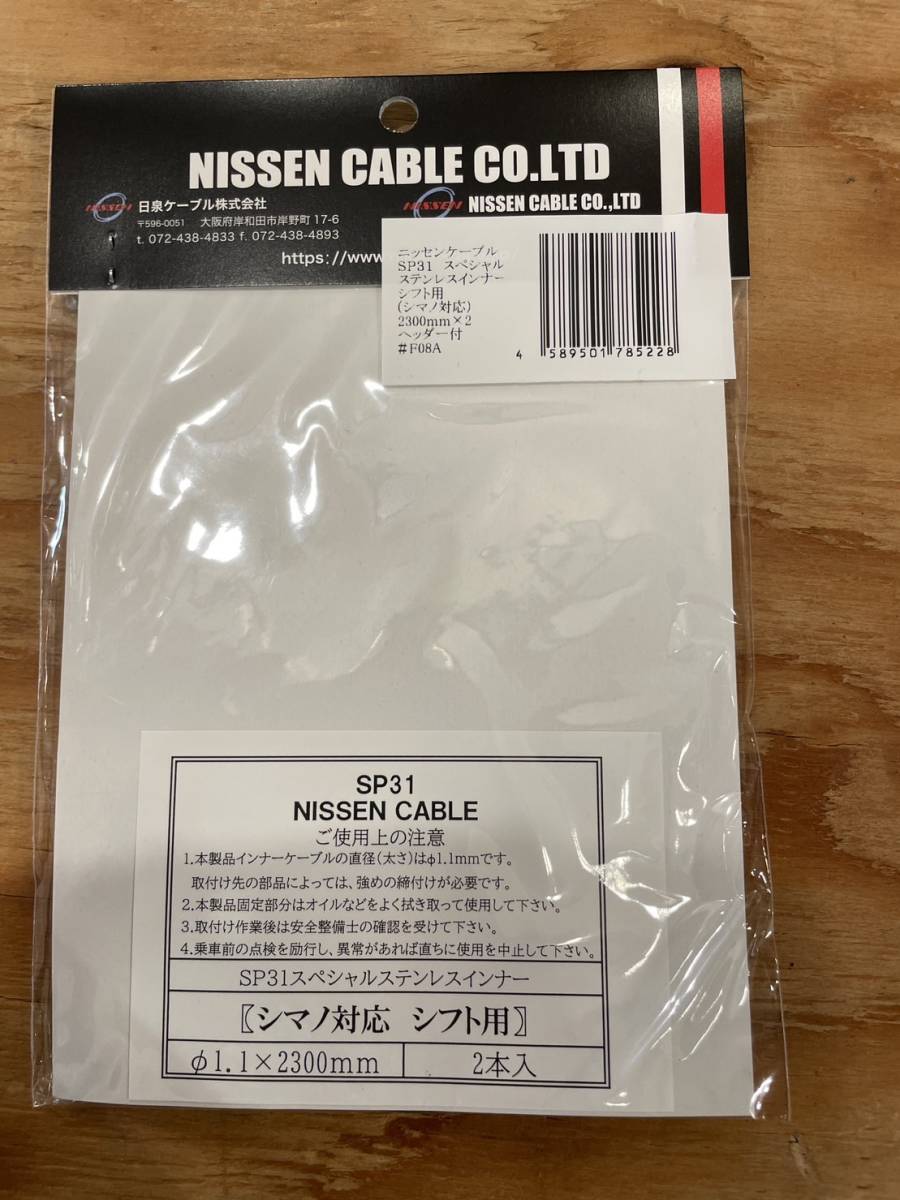 NISSEN CABLE CO.LTD
NISSEN 日泉ケーブル株式会社
〒596-0051 大阪府岸和田市岸野町17-6
t. 072-438-4833 f. 072-438-4893
NISSEN NISSEN CABLE CO.,LTD
https://www
ニッセンケーブル
SP31 スペシャル
ステンレスインナー
シフト用
(シマノ対応)
2300mm×2
ヘッダー付
#F08A
4 589501 785228
SP31
NISSEN CABLE
ご使用上の注意
1.本製品インナーケーブルの直径(太さ)はφ1.1mmです。
取付け先の部品によっては、強めの締付けが必要です。
2.本製品固定部分はオイルなどをよく拭き取って使用して下さい。
3.取付け作業後は安全整備士の確認を受けて下さい。
4.乗車前の点検を励行し、異常があれば直ちに使用を中止して下さい。
SP31スペシャルステンレスインナー
〖シマノ対応 シフト用〗
φ1.1×2300mm
2本入